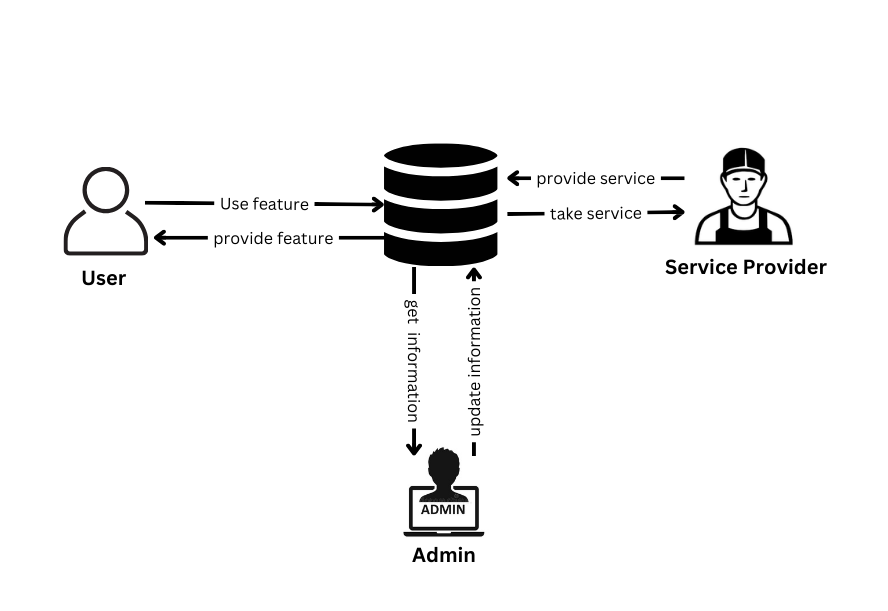 provide service
Use feature
take service
provide feature
User
Service Provider
get information
update information
ADMIN
Admin